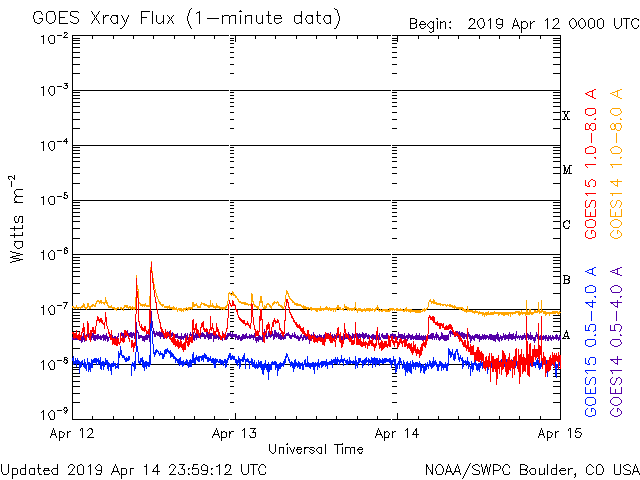 GOES Xray Flux (1-minute data)
Begin: 2019 Apr 12 0000 UTC
10-2
10-3
10-4
10-5
10-6
10-7
10-8
10-9
Watts m-2
X
M
C
B
A
GOES15 1.0-8.0 A
GOES14 1.0-8.0 A
GOES15 0.5-4.0 A
GOES14 0.5-4.0 A
Apr 12
Apr 13
Apr 14
Apr 15
Universal Time
Updated 2019 Apr 14 23:59:12 UTC
NOAA/SWPC Boulder, CO USA